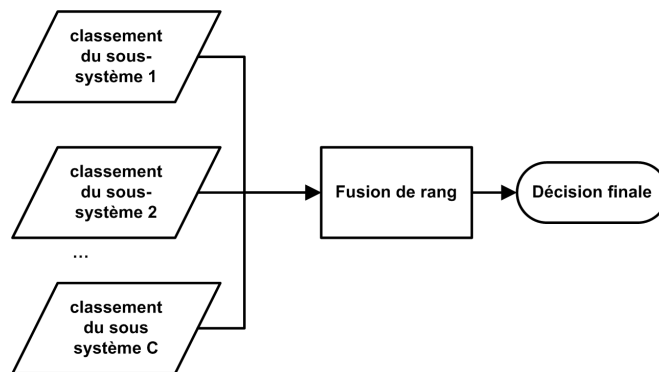 classement
du sous-
système 1
classement
du sous-
système 2
...
classement
du sous
système C
Fusion de rang
Décision finale